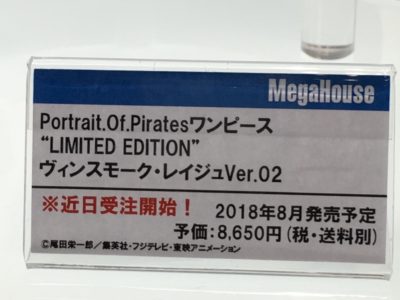 MegaHouse
Portrait.Of.Piratesワンピース
“LIMITED EDITION”
ヴィンスモーク・レイジュVer.02
※近日受注開始！ 2018年8月発売予定
予価:8,650円(税・送料別)
©尾田栄一郎／集英社・フジテレビ・東映アニメーション